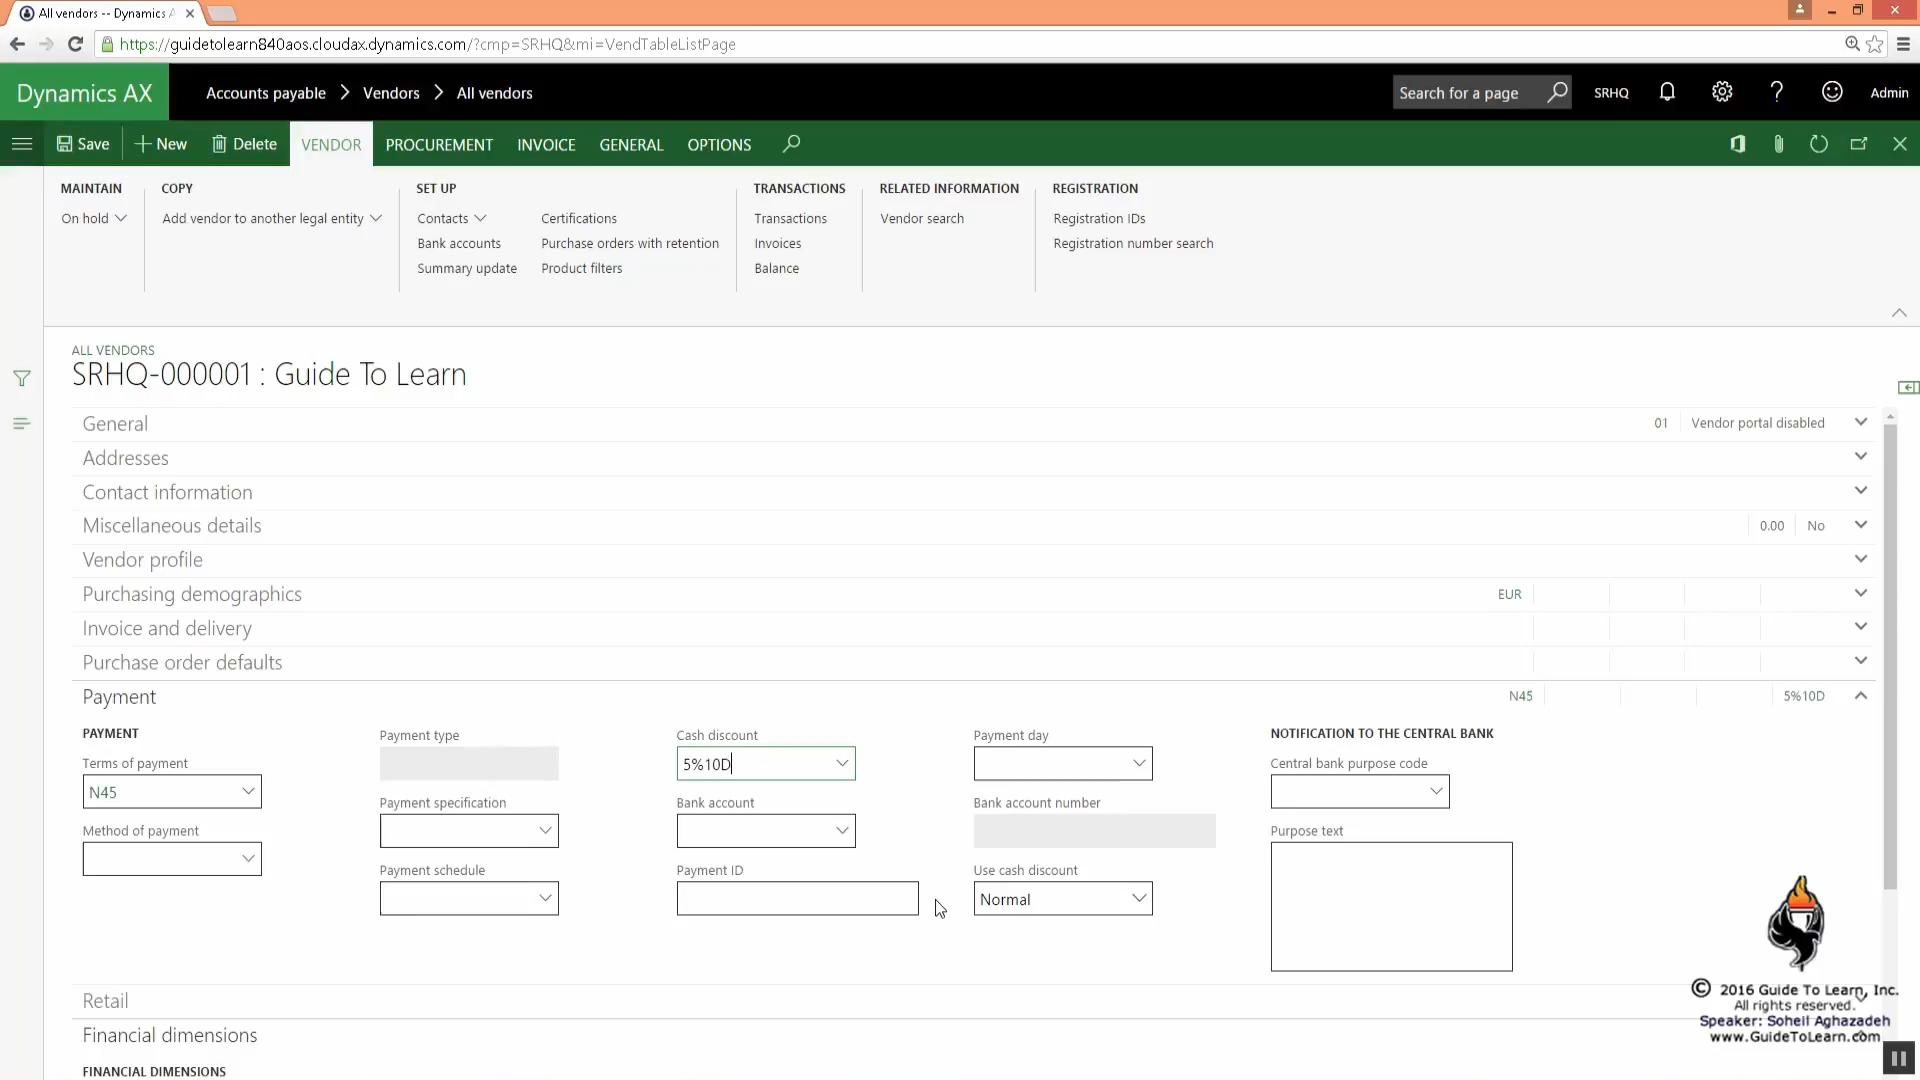 All vendors -- Dynamics A
https://guidetolearn840aos.cloudax.dynamics.com/?cmp=SRHQ&mi=VendTableListPage
Dynamics AX
Accounts payable > Vendors > All vendors
Search for a page
SRHQ
Admin
Save
New
Delete
VENDOR
PROCUREMENT
INVOICE
GENERAL
OPTIONS
MAINTAIN
On hold
COPY
Add vendor to another legal entity
SET UP
Contacts
Certifications
Bank accounts
Purchase orders with retention
Summary update
Product filters
TRANSACTIONS
Transactions
Invoices
Balance
RELATED INFORMATION
Vendor search
REGISTRATION
Registration IDs
Registration number search
ALL VENDORS
SRHQ-000001 : Guide To Learn
General 01 Vendor portal disabled
Addresses
Contact information
Miscellaneous details 0.00 No
Vendor profile
Purchasing demographics EUR
Invoice and delivery
Purchase order defaults
Payment N45 5%10D
PAYMENT
Terms of payment
N45
Method of payment
Payment type
Payment specification
Payment schedule
Cash discount
5%10D
Bank account
Payment ID
Payment day
Bank account number
Use cash discount
Normal
NOTIFICATION TO THE CENTRAL BANK
Central bank purpose code
Purpose text
Retail
Financial dimensions
FINANCIAL DIMENSIONS
© 2016 Guide To Learn, Inc.
All rights reserved.
Speaker: Soheil Aghazadeh
www.GuideToLearn.com